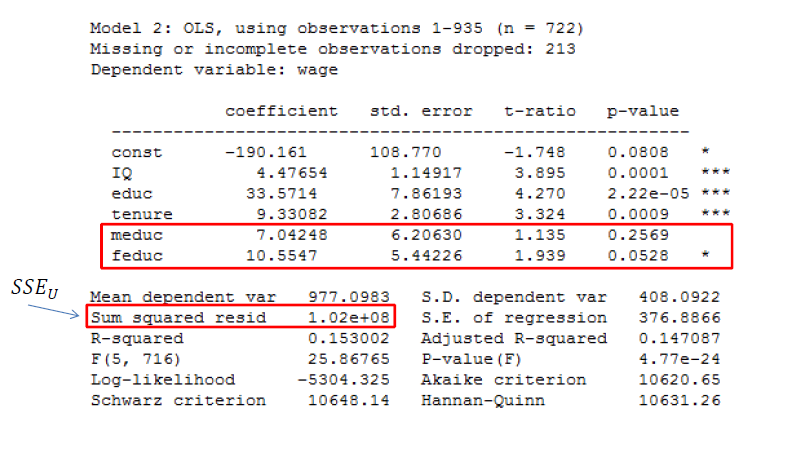 Model 2: OLS, using observations 1-935 (n = 722)
Missing or incomplete observations dropped: 213
Dependent variable: wage
coefficient std. error t-ratio p-value
---------------------------------------------------------
const -190.161 108.770 -1.748 0.0808 *
IQ 4.47654 1.14917 3.895 0.0001 ***
educ 33.5714 7.86193 4.270 2.22e-05 ***
tenure 9.33082 2.80686 3.324 0.0009 ***
meduc 7.04248 6.20630 1.135 0.2569
feduc 10.5547 5.44226 1.939 0.0528 *
SSE_U
Mean dependent var 977.0983 S.D. dependent var 408.0922
Sum squared resid 1.02e+08 S.E. of regression 376.8866
R-squared 0.153002 Adjusted R-squared 0.147087
F(5, 716) 25.86765 P-value(F) 4.77e-24
Log-likelihood -5304.325 Akaike criterion 10620.65
Schwarz criterion 10648.14 Hannan-Quinn 10631.26